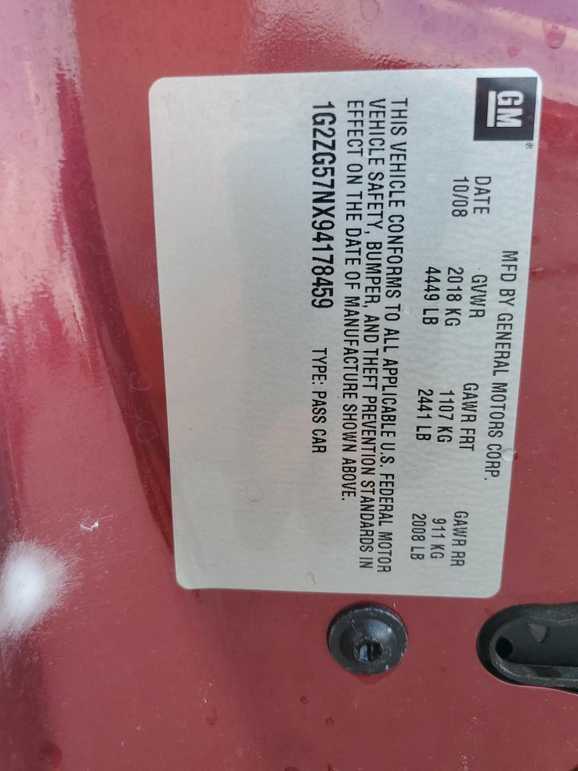 GM®
MFD BY GENERAL MOTORS CORP.
DATE GVWR GAWR FRT GAWR RR
10/08 2018 KG 1107 KG 911 KG
4449 LB 2441 LB 2008 LB
THIS VEHICLE CONFORMS TO ALL APPLICABLE U.S. FEDERAL MOTOR
VEHICLE SAFETY, BUMPER, AND THEFT PREVENTION STANDARDS IN
EFFECT ON THE DATE OF MANUFACTURE SHOWN ABOVE.
1G2ZG57NX94178459 TYPE: PASS CAR